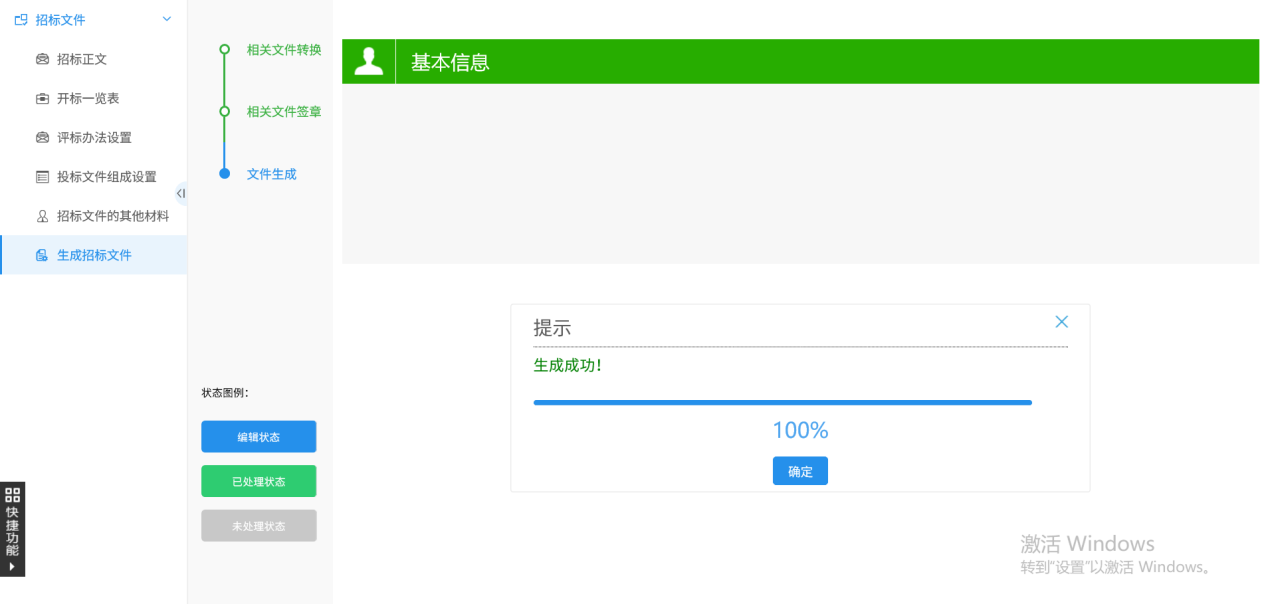 招标文件
招标正文
开标一览表
评标办法设置
投标文件组成设置
招标文件的其他材料
生成招标文件
快捷功能
相关文件转换
相关文件签章
文件生成
状态图例：
编辑状态
已处理状态
未处理状态
基本信息
提示
生成成功！
100%
确定
激活 Windows
转到"设置"以激活 Windows。